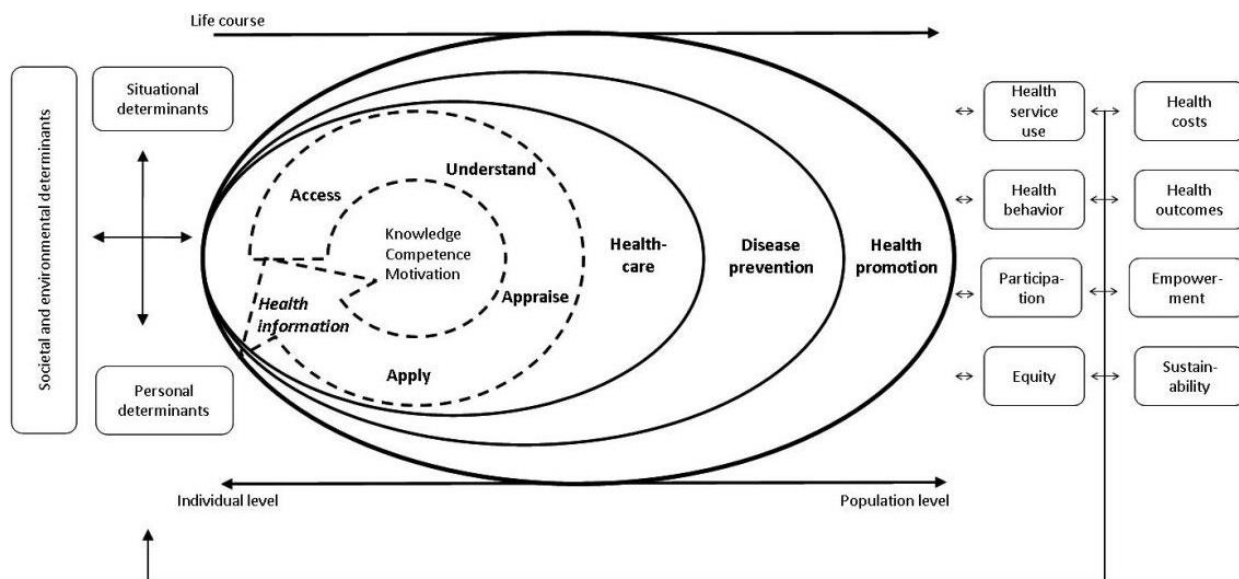 Life course
Societal and environmental determinants
Situational
determinants
Personal
determinants
Access
Understand
Appraise
Apply
Health
information
Knowledge
Competence
Motivation
Health-
care
Disease
prevention
Health
promotion
Individual level
Population level
Health
service
use
Health
costs
Health
behavior
Health
outcomes
Participa-
tion
Empower-
ment
Equity
Sustain-
ability